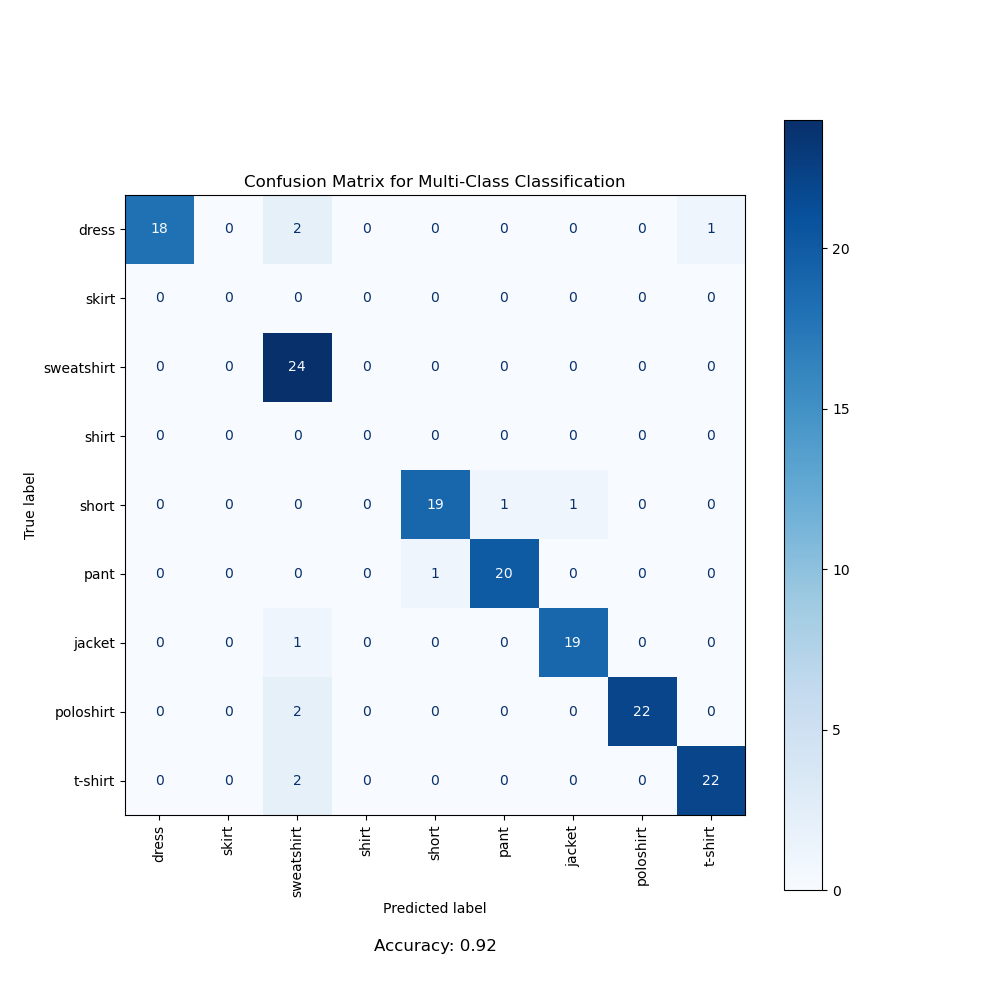 Confusion Matrix for Multi-Class Classification
dress 18 0 2 0 0 0 0 0 1
skirt 0 0 0 0 0 0 0 0 0
sweatshirt 0 0 24 0 0 0 0 0 0
shirt 0 0 0 0 0 0 0 0 0
short 0 0 0 0 19 1 1 0 0
pant 0 0 0 0 1 20 0 0 0
jacket 0 0 1 0 0 0 19 0 0
poloshirt 0 0 2 0 0 0 0 22 0
t-shirt 0 0 2 0 0 0 0 0 22
True label
dress skirt sweatshirt shirt short pant jacket poloshirt t-shirt
Predicted label
Accuracy: 0.92
20
15
10
5
0